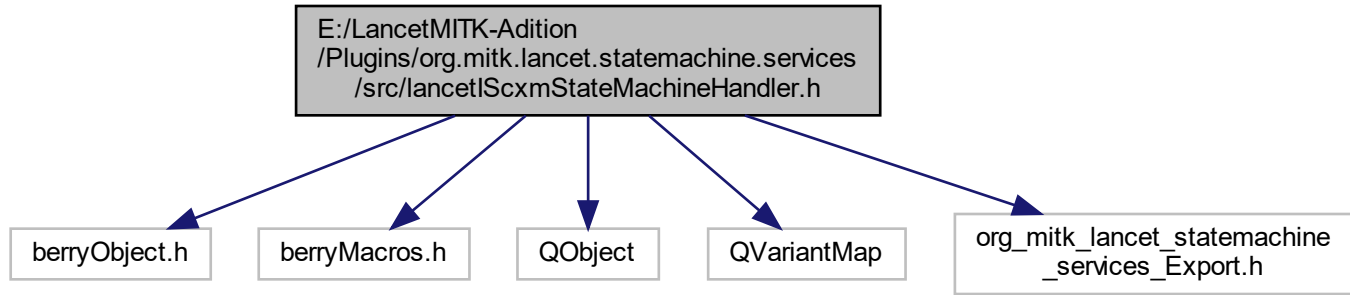 E:/LancetMITK-Adition
/Plugins/org.mitk.lancet.statemachine.services
/src/lancetIScxmStateMachineHandler.h
berryObject.h
berryMacros.h
QObject
QVariantMap
org_mitk_lancet_statemachine
_services_Export.h